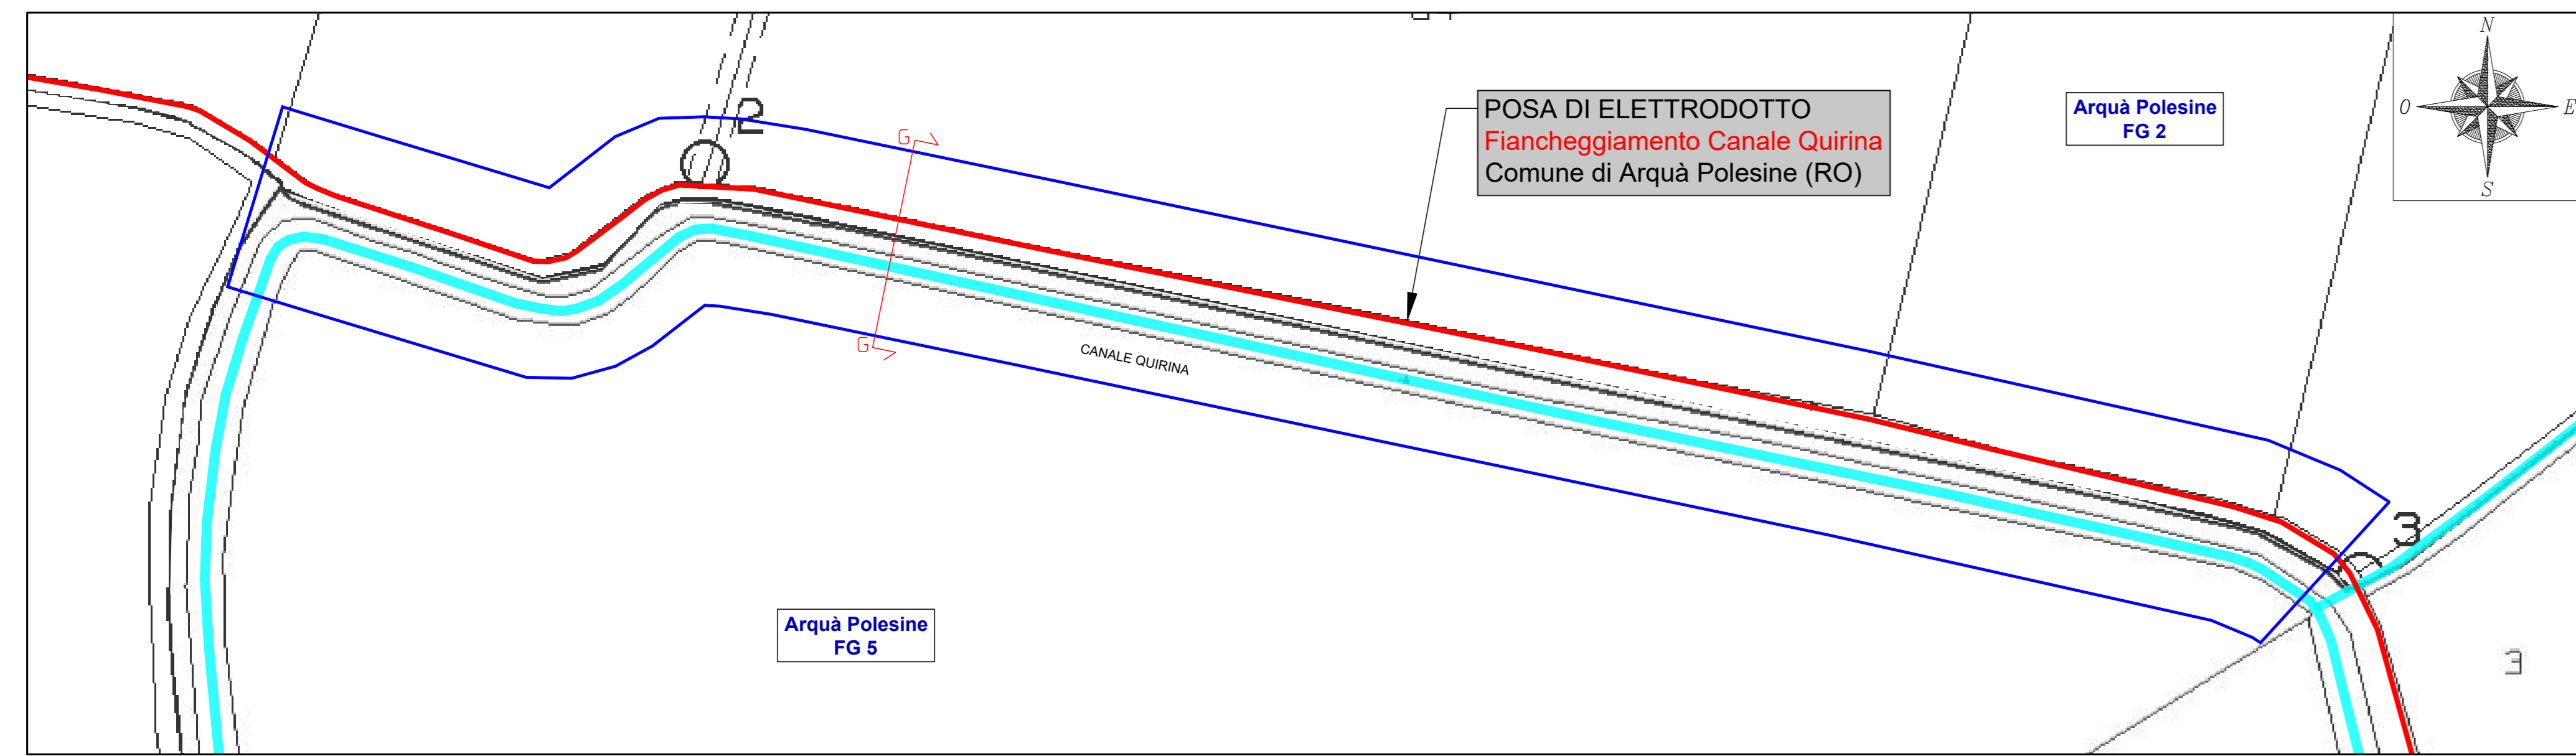 N
O
E
S
2
G
POSA DI ELETTRODOTTO
Fiancheggiamento Canale Quirina
Comune di Arquà Polesine (RO)
Arquà Polesine
FG 2
G
CANALE QUIRINA
3
Arquà Polesine
FG 5
3